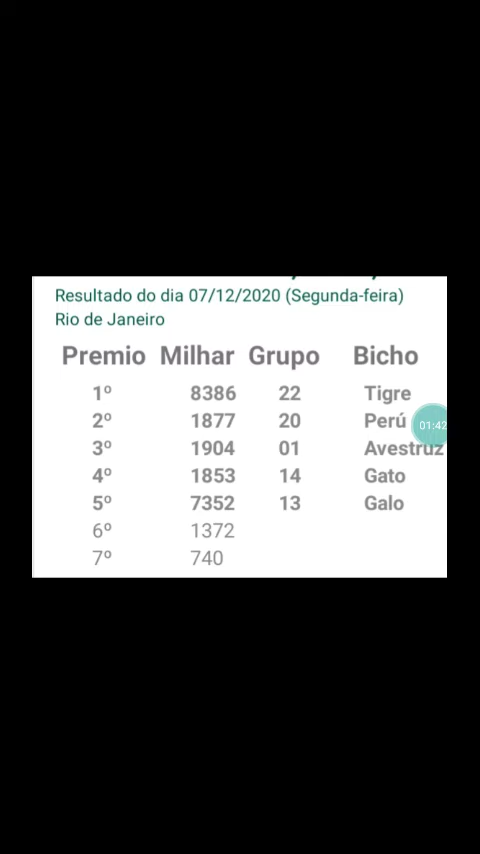 Resultado do dia 07/12/2020 (Segunda-feira)
Rio de Janeiro
Premio Milhar Grupo Bicho
1º 8386 22 Tigre
2º 1877 20 Perú
3º 1904 01 Avestruz
4º 1853 14 Gato
5º 7352 13 Galo
6º 1372
7º 740
01:42